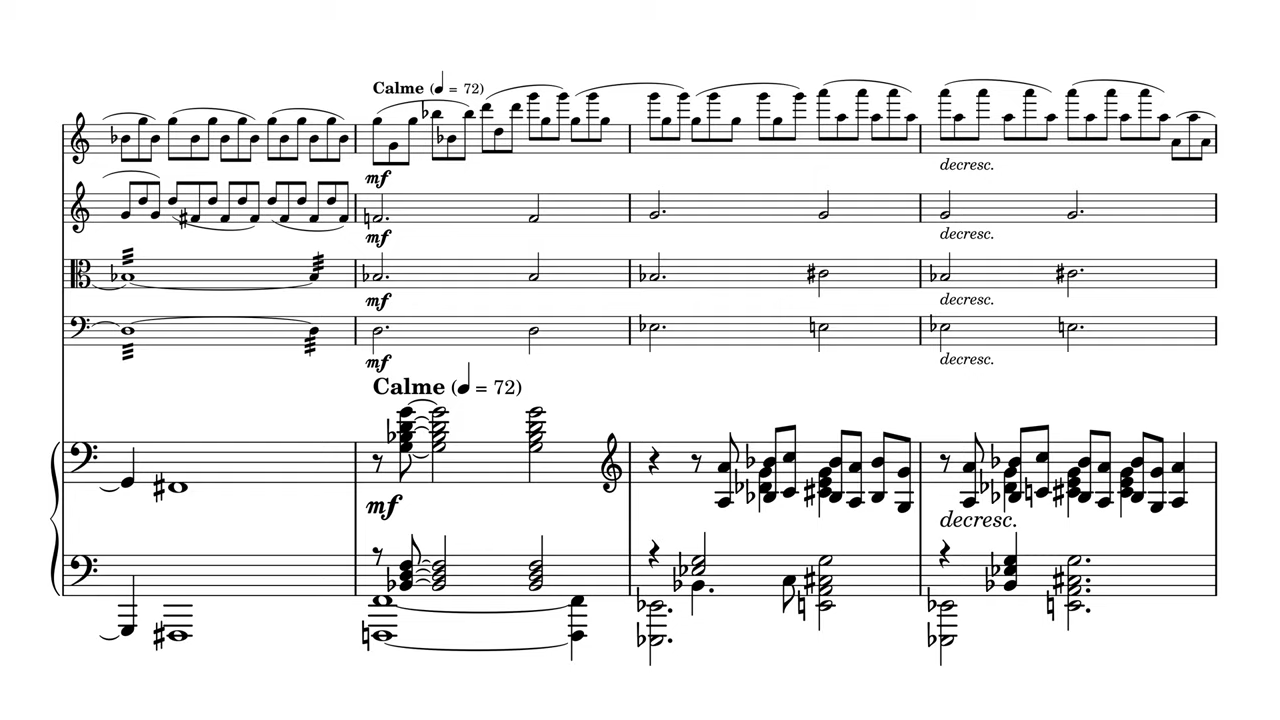 Calme (♩ = 72)
decresc.
mf
decresc.
mf
decresc.
mf
decresc.
mf
Calme (♩ = 72)
mf
decresc.